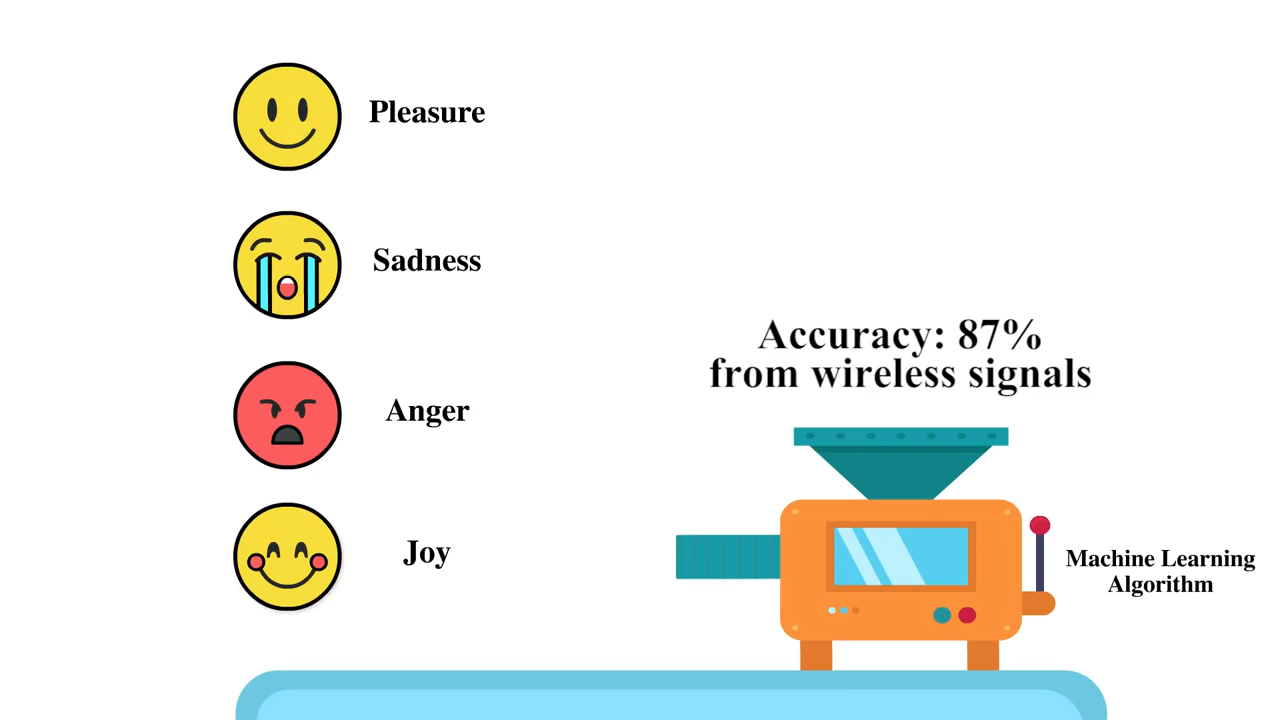 Pleasure
Sadness
Anger
Joy
Accuracy: 87%
from wireless signals
Machine Learning
Algorithm